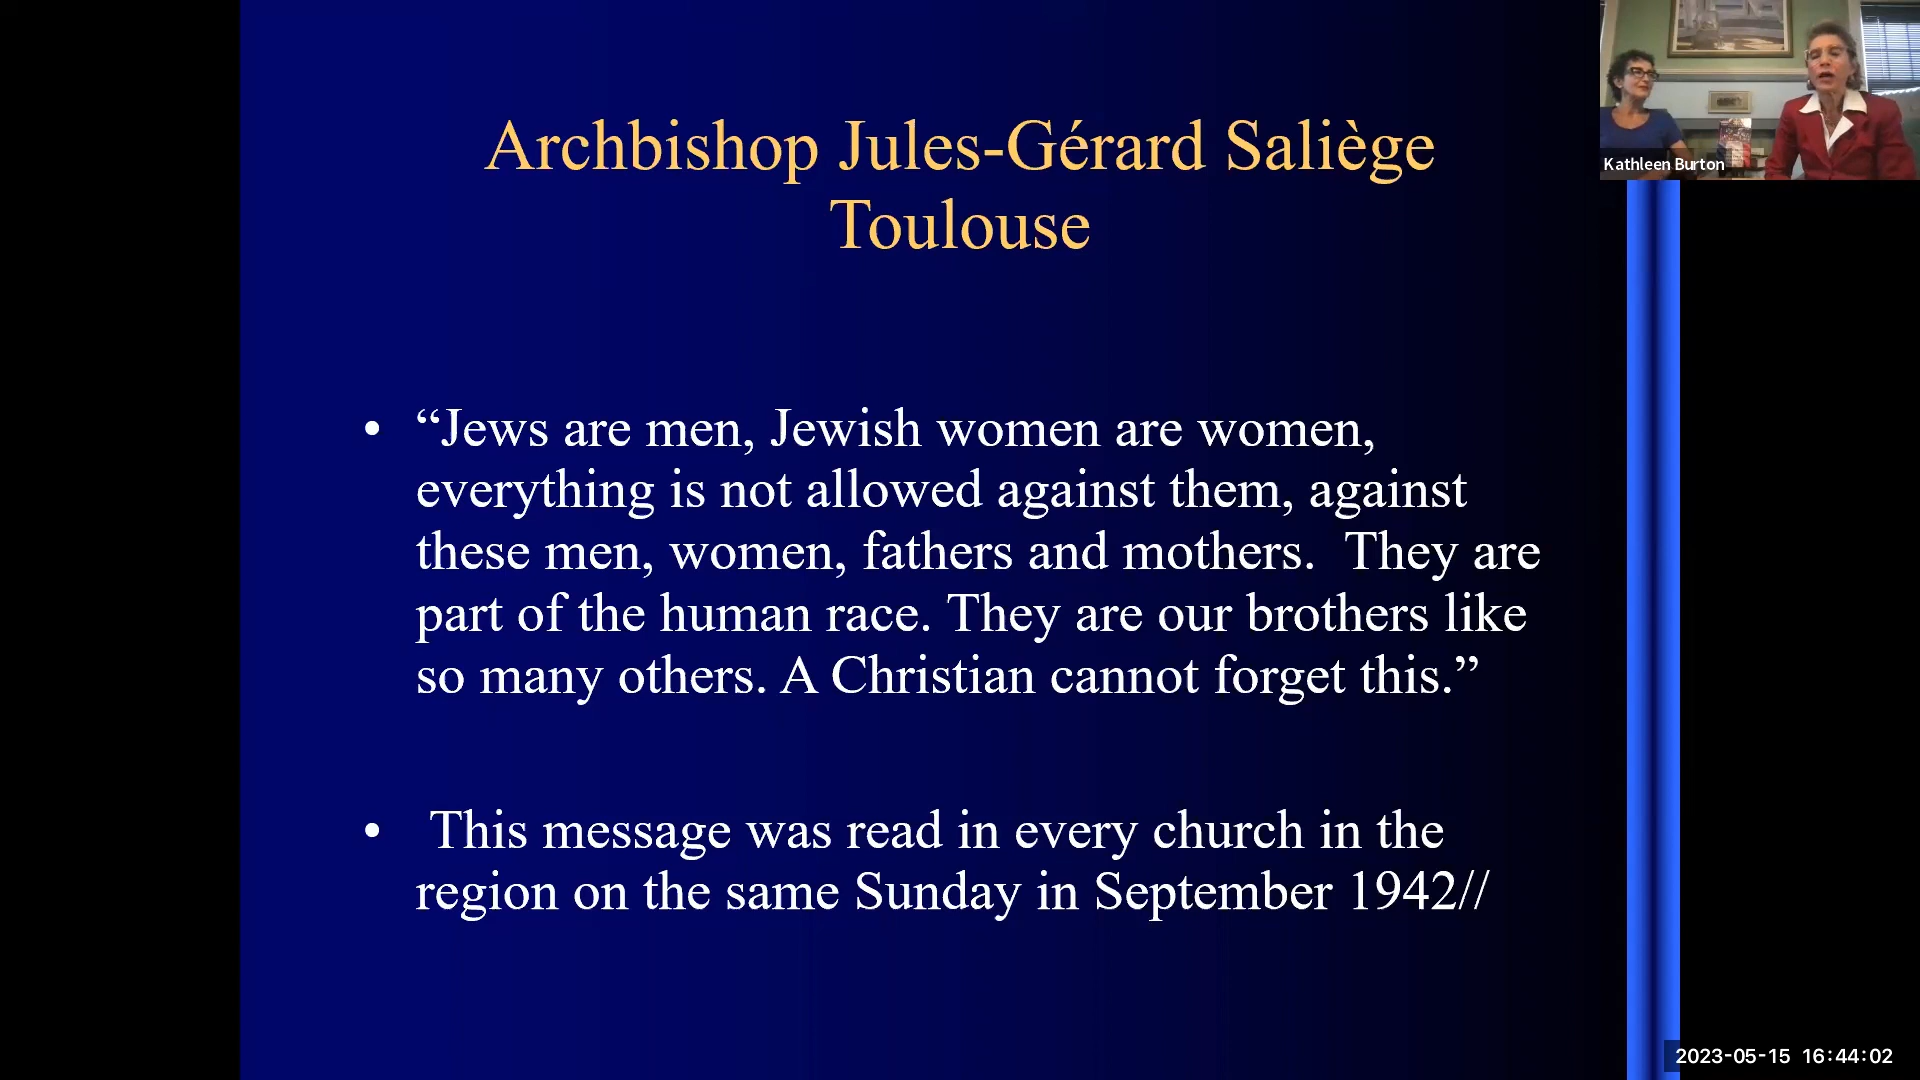 Archbishop Jules-Gérard Saliège
Toulouse
Kathleen Burton
• “Jews are men, Jewish women are women,
everything is not allowed against them, against
these men, women, fathers and mothers.  They are
part of the human race. They are our brothers like
so many others. A Christian cannot forget this.”
• This message was read in every church in the
region on the same Sunday in September 1942//
2023-05-15 16:44:02